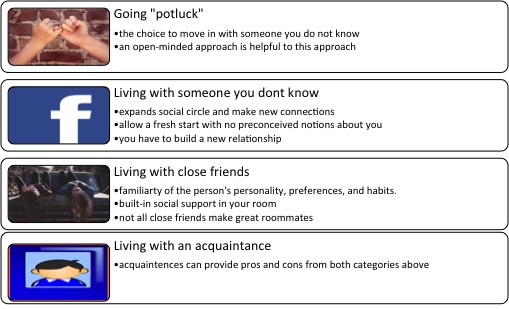 Going "potluck"
•the choice to move in with someone you do not know
•an open-minded approach is helpful to this approach
f
Living with someone you dont know
•expands social circle and make new connections
•allow a fresh start with no preconceived notions about you
•you have to build a new relationship
Living with close friends
•familiarty of the person's personality, preferences, and habits.
•built-in social support in your room
•not all close friends make great roommates
Living with an acquaintance
•acquaintences can provide pros and cons from both categories above